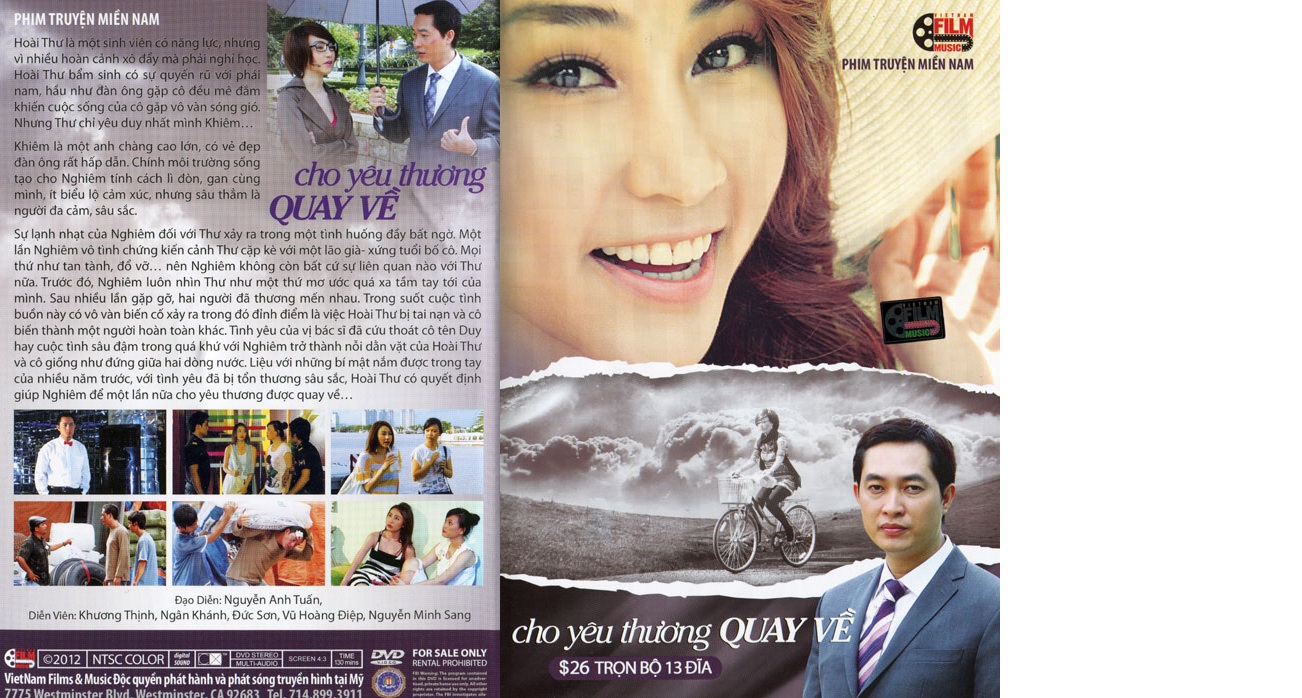 PHIM TRUYỆN MIỀN NAM
Hoài Thư là một sinh viên có năng lực, nhưng
vì nhiều hoàn cảnh xô đẩy mà phải nghỉ học.
Hoài Thư bẩm sinh có sự quyến rũ với phái
nam, hầu như đàn ông gặp cô đều mê đắm
khiến cuộc sống của cô gặp vô vàn sóng gió.
Nhưng Thư chỉ yêu duy nhất mình Khiêm...
Khiêm là một anh chàng cao lớn, có vẻ đẹp
đàn ông rất hấp dẫn. Chính môi trường sống
tạo cho Nghiêm tính cách lì đòn, gan cùng
mình, ít biểu lộ cảm xúc, nhưng sâu thẳm là
người đa cảm, sâu sắc.
cho yêu thương
QUAY VỀ
Sự lạnh nhạt của Nghiêm đối với Thư xảy ra trong một tình huống đầy bất ngờ. Một
lần Nghiêm vô tình chứng kiến cảnh Thư cặp kè với một lão già- xứng tuổi bố cô. Mọi
thứ như tan tành, đổ vỡ... nên Nghiêm không còn bất cứ sự liên quan nào với Thư
nữa. Trước đó, Nghiêm luôn nhìn Thư như một thứ mơ ước quá xa tầm tay tới của
mình. Sau nhiều lần gặp gỡ, hai người đã thương mến nhau. Trong suốt cuộc tình
buồn này có vô vàn biến cố xảy ra trong đó đỉnh điểm là việc Hoài Thư bị tai nạn và cô
biến thành một người hoàn toàn khác. Tình yêu của vị bác sĩ đã cứu thoát cô tên Duy
hay cuộc tình sâu đậm trong quá khứ với Nghiêm trở thành nỗi dằn vặt của Hoài Thư
và cô giống như đứng giữa hai dòng nước. Liệu với những bí mật nắm được trong tay
của nhiều năm trước, với tình yêu đã bị tổn thương sâu sắc, Hoài Thư có quyết định
giúp Nghiêm để một lần nữa cho yêu thương được quay về...
Đạo Diễn: Nguyễn Anh Tuấn,
Diễn Viên: Khương Thịnh, Ngân Khánh, Đức Sơn, Vũ Hoàng Điệp, Nguyễn Minh Sang
FILM MUSIC
©2012 NTSC COLOR digital SOUND DVD STEREO MULTI-AUDIO SCREEN 4:3 TIME 130 mins
DVD VIDEO
FOR SALE ONLY
RENTAL PROHIBITED
FBI Warning: The program contained
VietNam Films & Music Độc quyền phát hành và phát sóng truyền hình tại Mỹ
7775 Westminster Blvd. Westminster, CA 92683 Tel. 714.899.3911
VIETNAM
FILM
MUSIC
PHIM TRUYỆN MIỀN NAM
VIETNAM
FILM
MUSIC
cho yêu thương QUAY VỀ
$26 TRỌN BỘ 13 ĐĨA